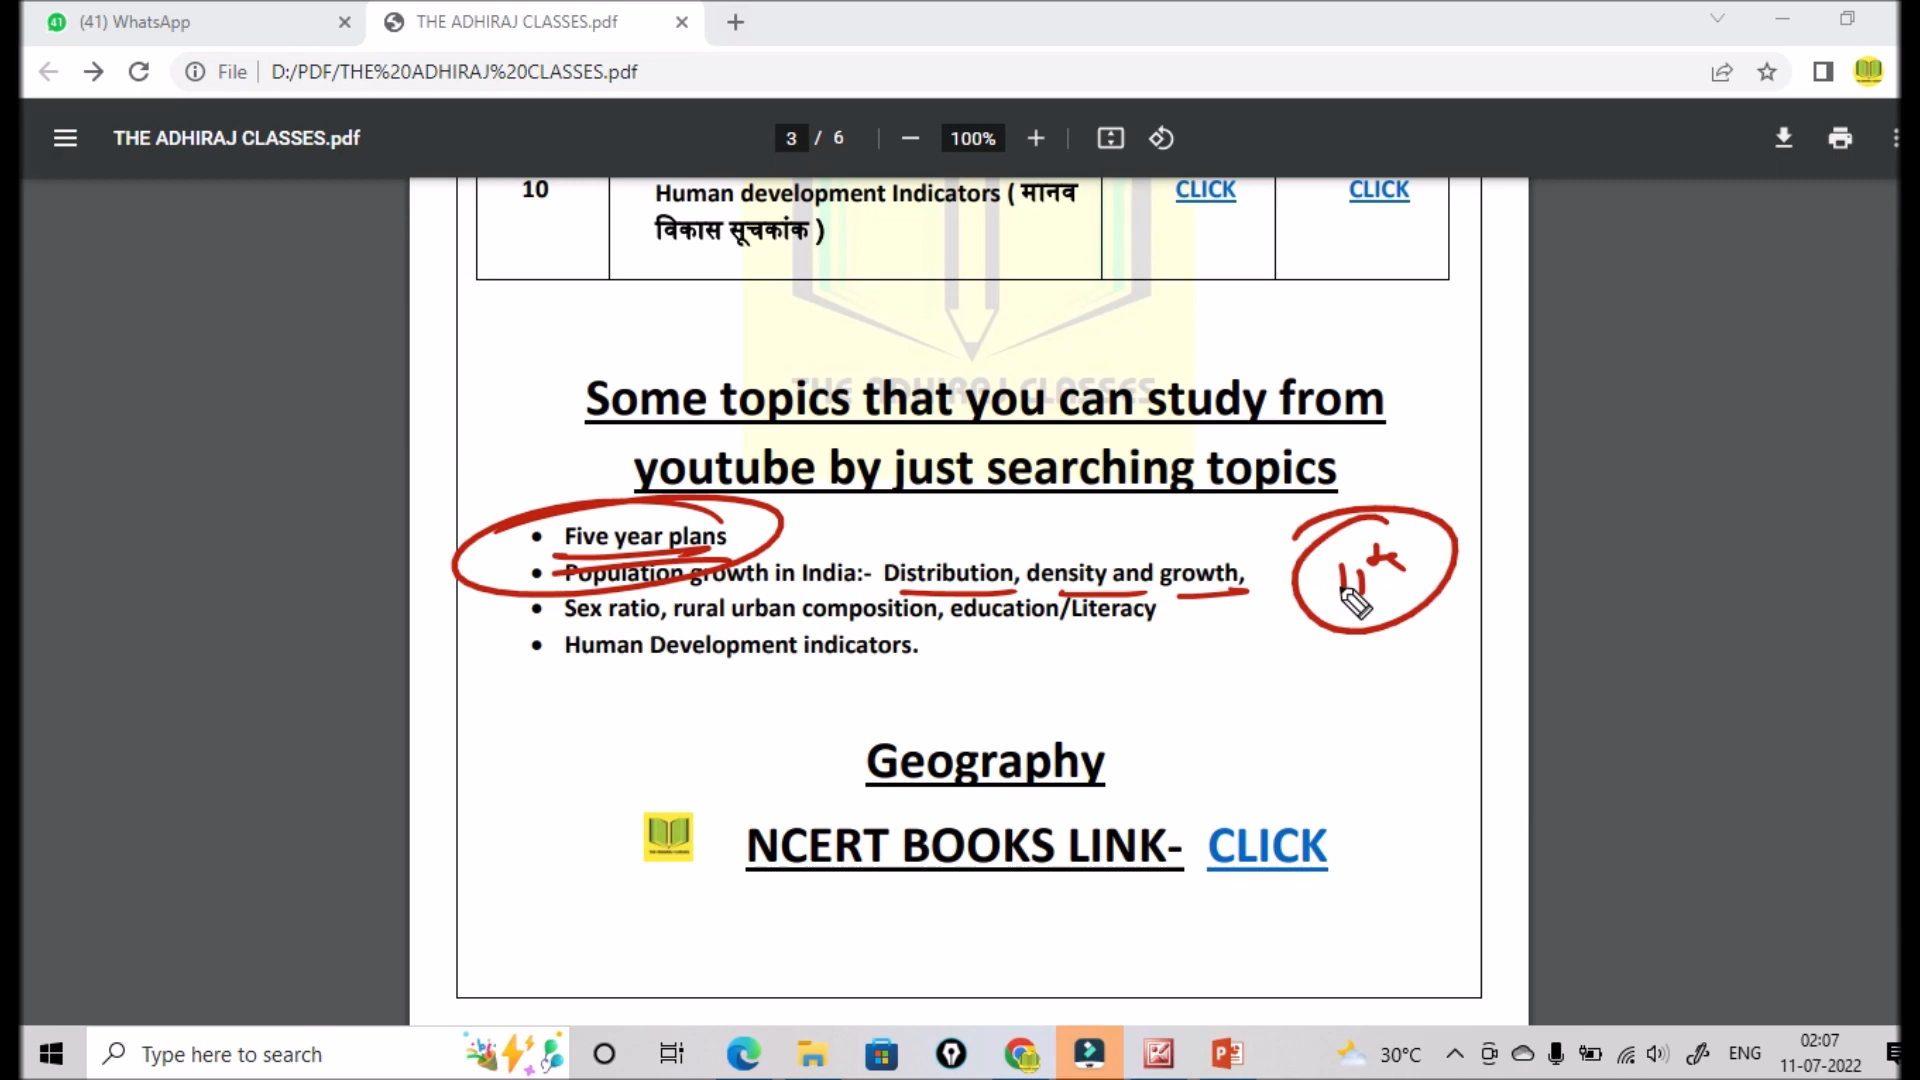 (41) WhatsApp
THE ADHIRAJ CLASSES.pdf
File
D:/PDF/THE%20ADHIRAJ%20CLASSES.pdf
THE ADHIRAJ CLASSES.pdf
3 / 6
100%
10
Human development Indicators ( मानव
विकास सूचकांक )
CLICK
CLICK
THE ADHIRAJ CLASSES
Some topics that you can study from
youtube by just searching topics
• Five year plans
• Population growth in India:- Distribution, density and growth,
• Sex ratio, rural urban composition, education/Literacy
• Human Development indicators.
11th
Geography
NCERT BOOKS LINK- CLICK
Type here to search
30°C
ENG
02:07
11-07-2022